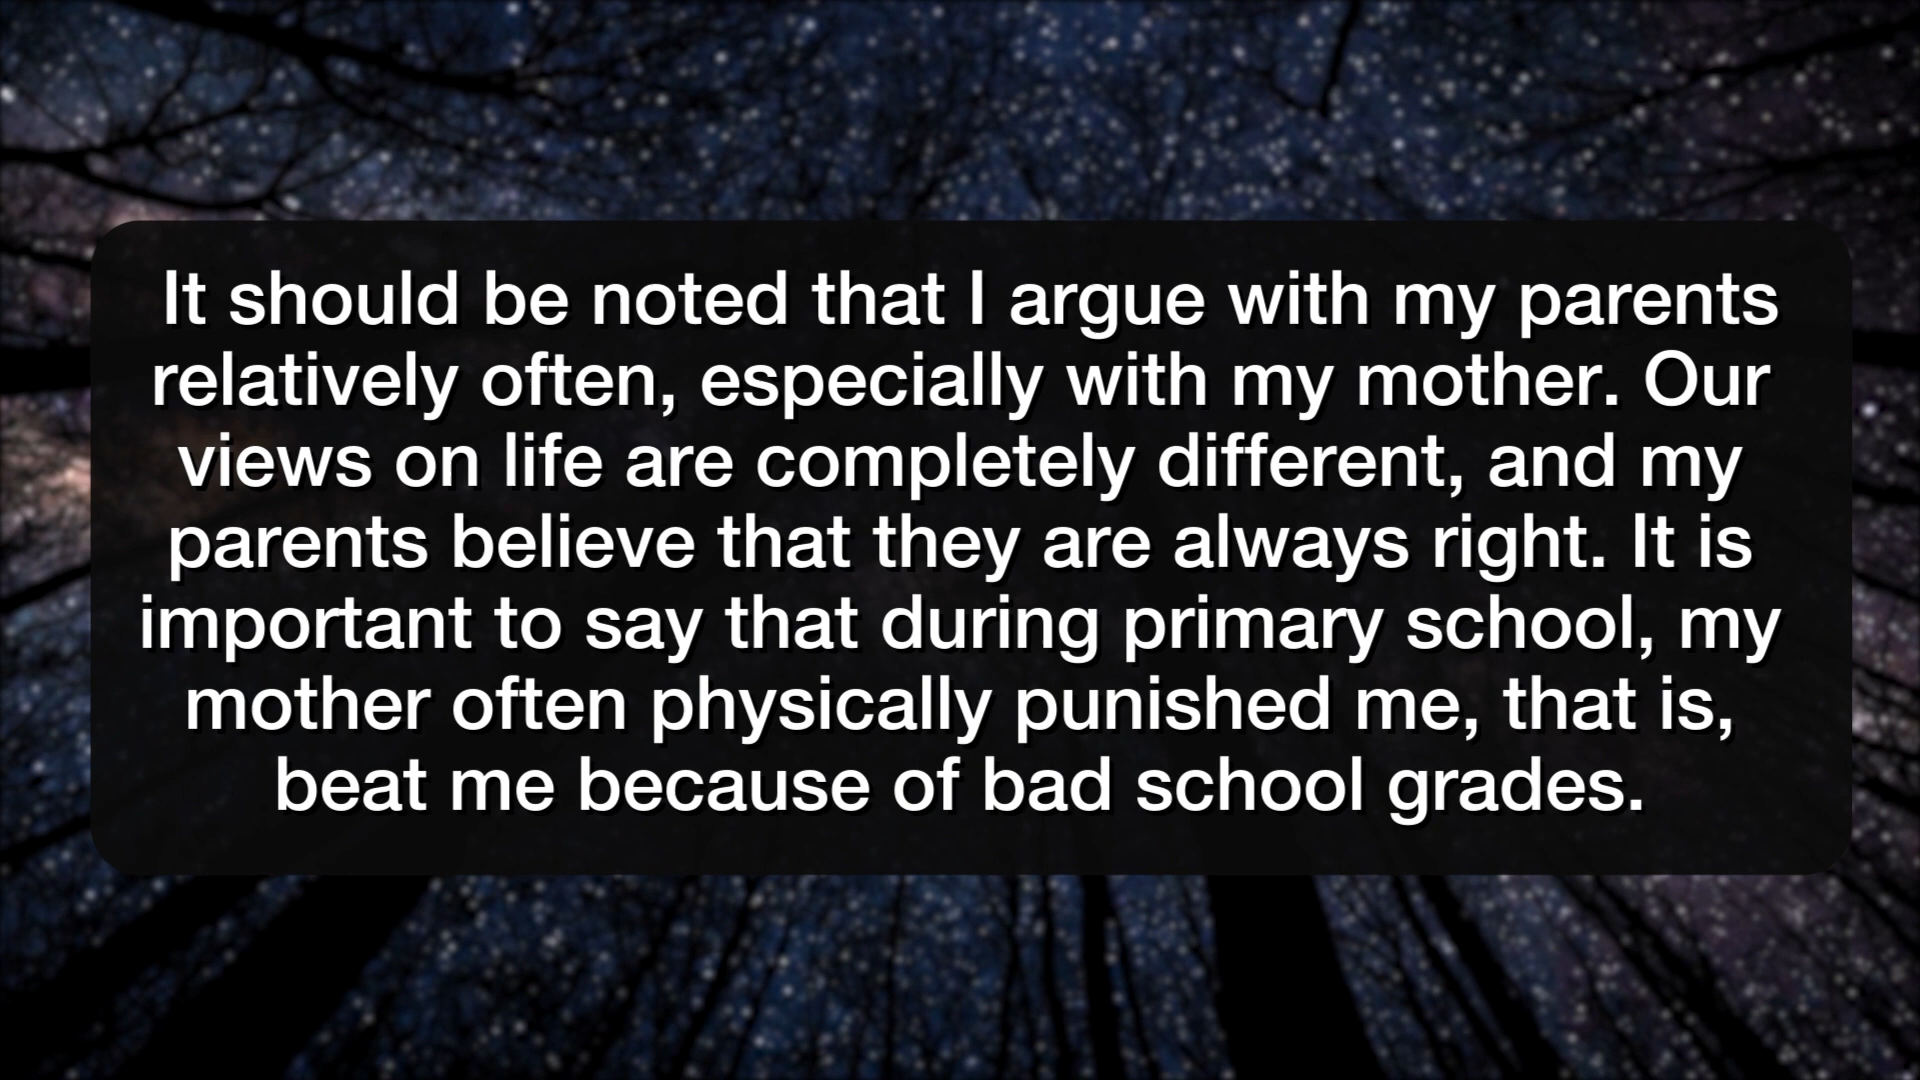 It should be noted that I argue with my parents
relatively often, especially with my mother. Our
views on life are completely different, and my
parents believe that they are always right. It is
important to say that during primary school, my
mother often physically punished me, that is,
beat me because of bad school grades.